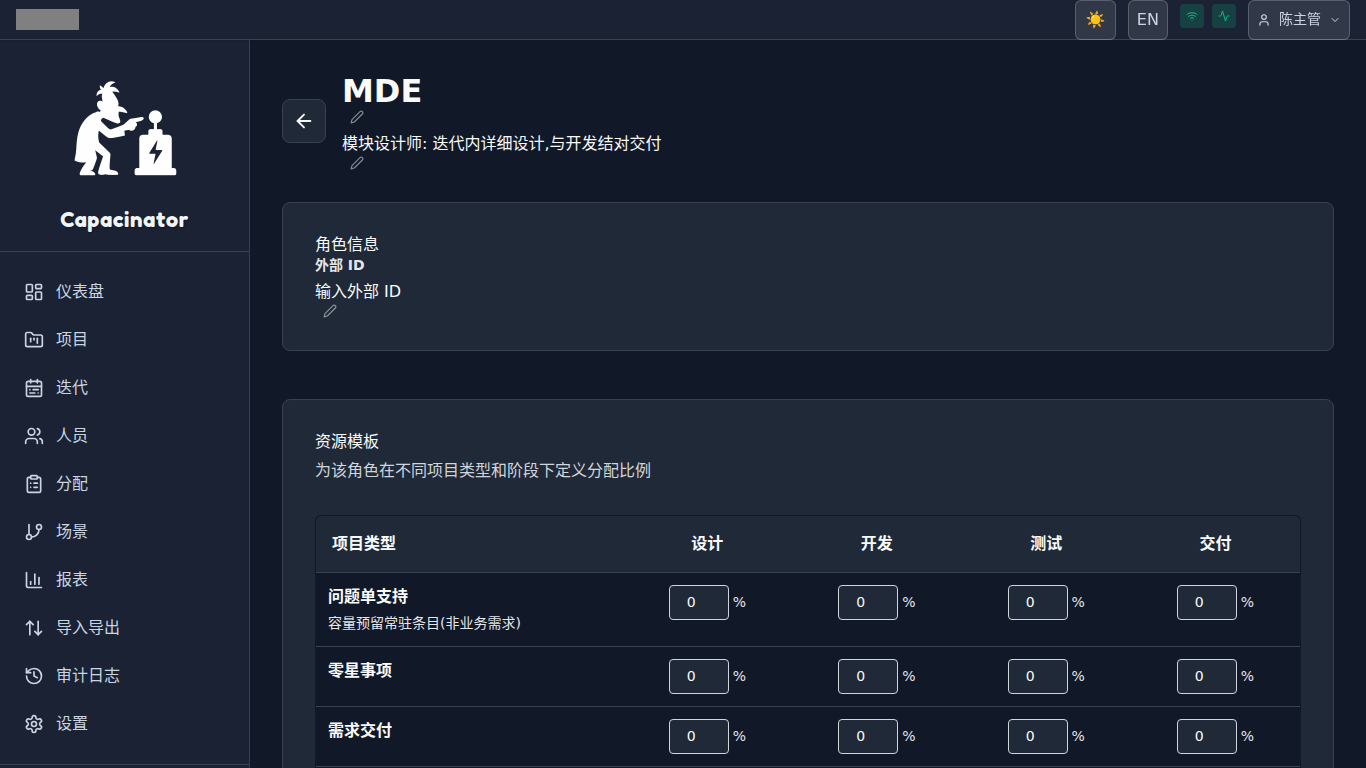 EN
陈主管
Capacinator
仪表盘
项目
迭代
人员
分配
场景
报表
导入导出
审计日志
设置
MDE
模块设计师: 迭代内详细设计,与开发结对交付
角色信息
外部 ID
输入外部 ID
资源模板
为该角色在不同项目类型和阶段下定义分配比例
项目类型 设计 开发 测试 交付
问题单支持 0 % 0 % 0 % 0 %
容量预留常驻条目(非业务需求)
零星事项 0 % 0 % 0 % 0 %
需求交付 0 % 0 % 0 % 0 %